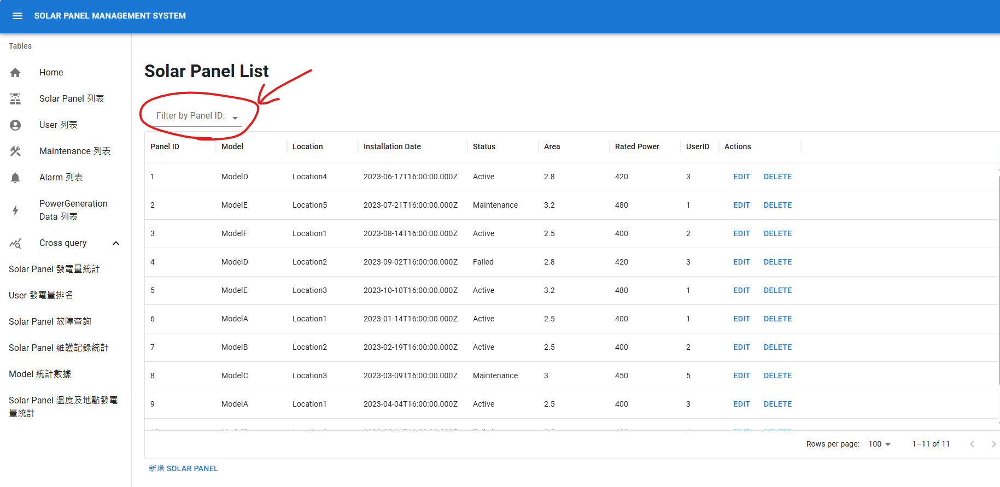 SOLAR PANEL MANAGEMENT SYSTEM
Tables
Home
Solar Panel 列表
User 列表
Maintenance 列表
Alarm 列表
PowerGeneration
Data 列表
Cross query
Solar Panel 發電量統計
User 發電量排名
Solar Panel 故障查詢
Solar Panel 維護記錄統計
Model 統計數據
Solar Panel 溫度及地點發電
量統計
Solar Panel List
Filter by Panel ID:
Panel ID Model Location Installation Date Status Area Rated Power UserID Actions
1 ModelD Location4 2023-06-17T16:00:00.000Z Active 2.8 420 3 EDIT DELETE
2 ModelE Location5 2023-07-21T16:00:00.000Z Maintenance 3.2 480 1 EDIT DELETE
3 ModelF Location1 2023-08-14T16:00:00.000Z Active 2.5 400 2 EDIT DELETE
4 ModelD Location2 2023-09-02T16:00:00.000Z Failed 2.8 420 3 EDIT DELETE
5 ModelE Location3 2023-10-10T16:00:00.000Z Active 3.2 480 1 EDIT DELETE
6 ModelA Location1 2023-01-14T16:00:00.000Z Active 2.5 400 1 EDIT DELETE
7 ModelB Location2 2023-02-19T16:00:00.000Z Active 2.5 400 2 EDIT DELETE
8 ModelC Location3 2023-03-09T16:00:00.000Z Maintenance 3 450 5 EDIT DELETE
9 ModelA Location1 2023-04-04T16:00:00.000Z Active 2.5 400 3 EDIT DELETE
Rows per page: 100 1–11 of 11
新增 SOLAR PANEL